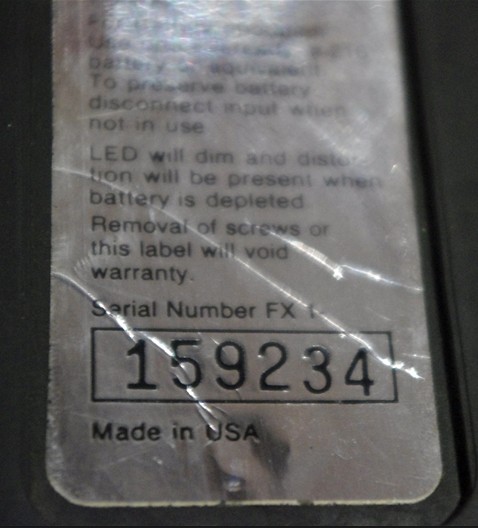 battery or equivalent
To preserve battery
disconnect input when
not in use
LED will dim and distor-
tion will be present when
battery is depleted
Removal of screws or
this label will void
warranty.
Serial Number FX 1-
159234
Made in USA